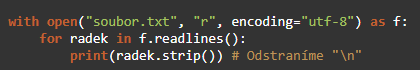 with open("soubor.txt", "r", encoding="utf-8") as f:
    for radek in f.readlines():
        print(radek.strip()) # Odstraníme "\n"